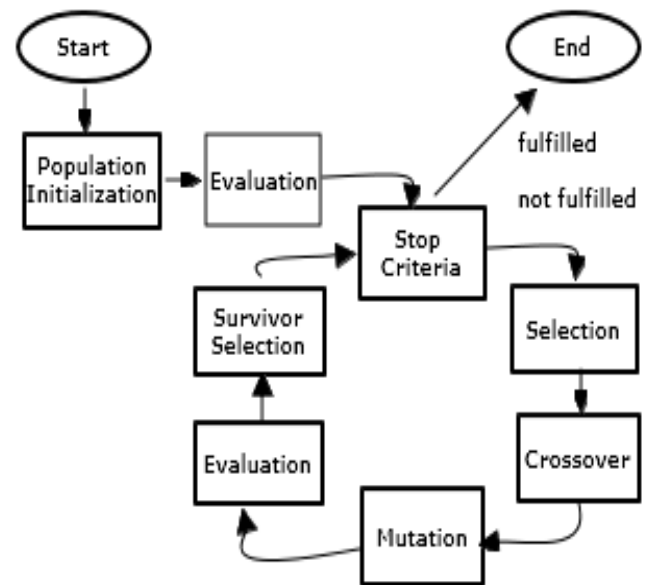 Start
End
Population
Initialization
Evaluation
fulfilled
not fulfilled
Stop
Criteria
Survivor
Selection
Selection
Evaluation
Crossover
Mutation